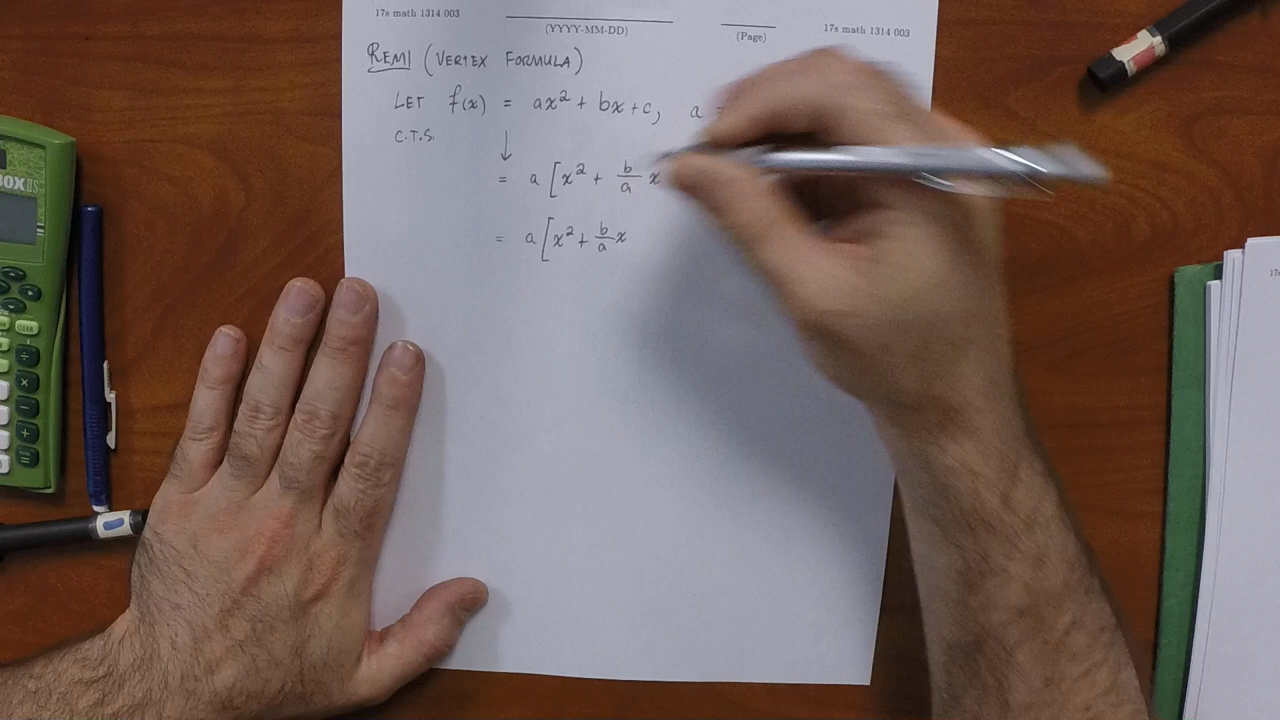 17s math 1314 003
(YYYY-MM-DD)
(Page)
17s math 1314 003
REM (VERTEX FORMULA)
LET f(x) = ax² + bx + c, a
C.T.S.
↓
= a [x² + b/a x
= a [x² + b/a x
CLEAR
÷
×
−
+
=